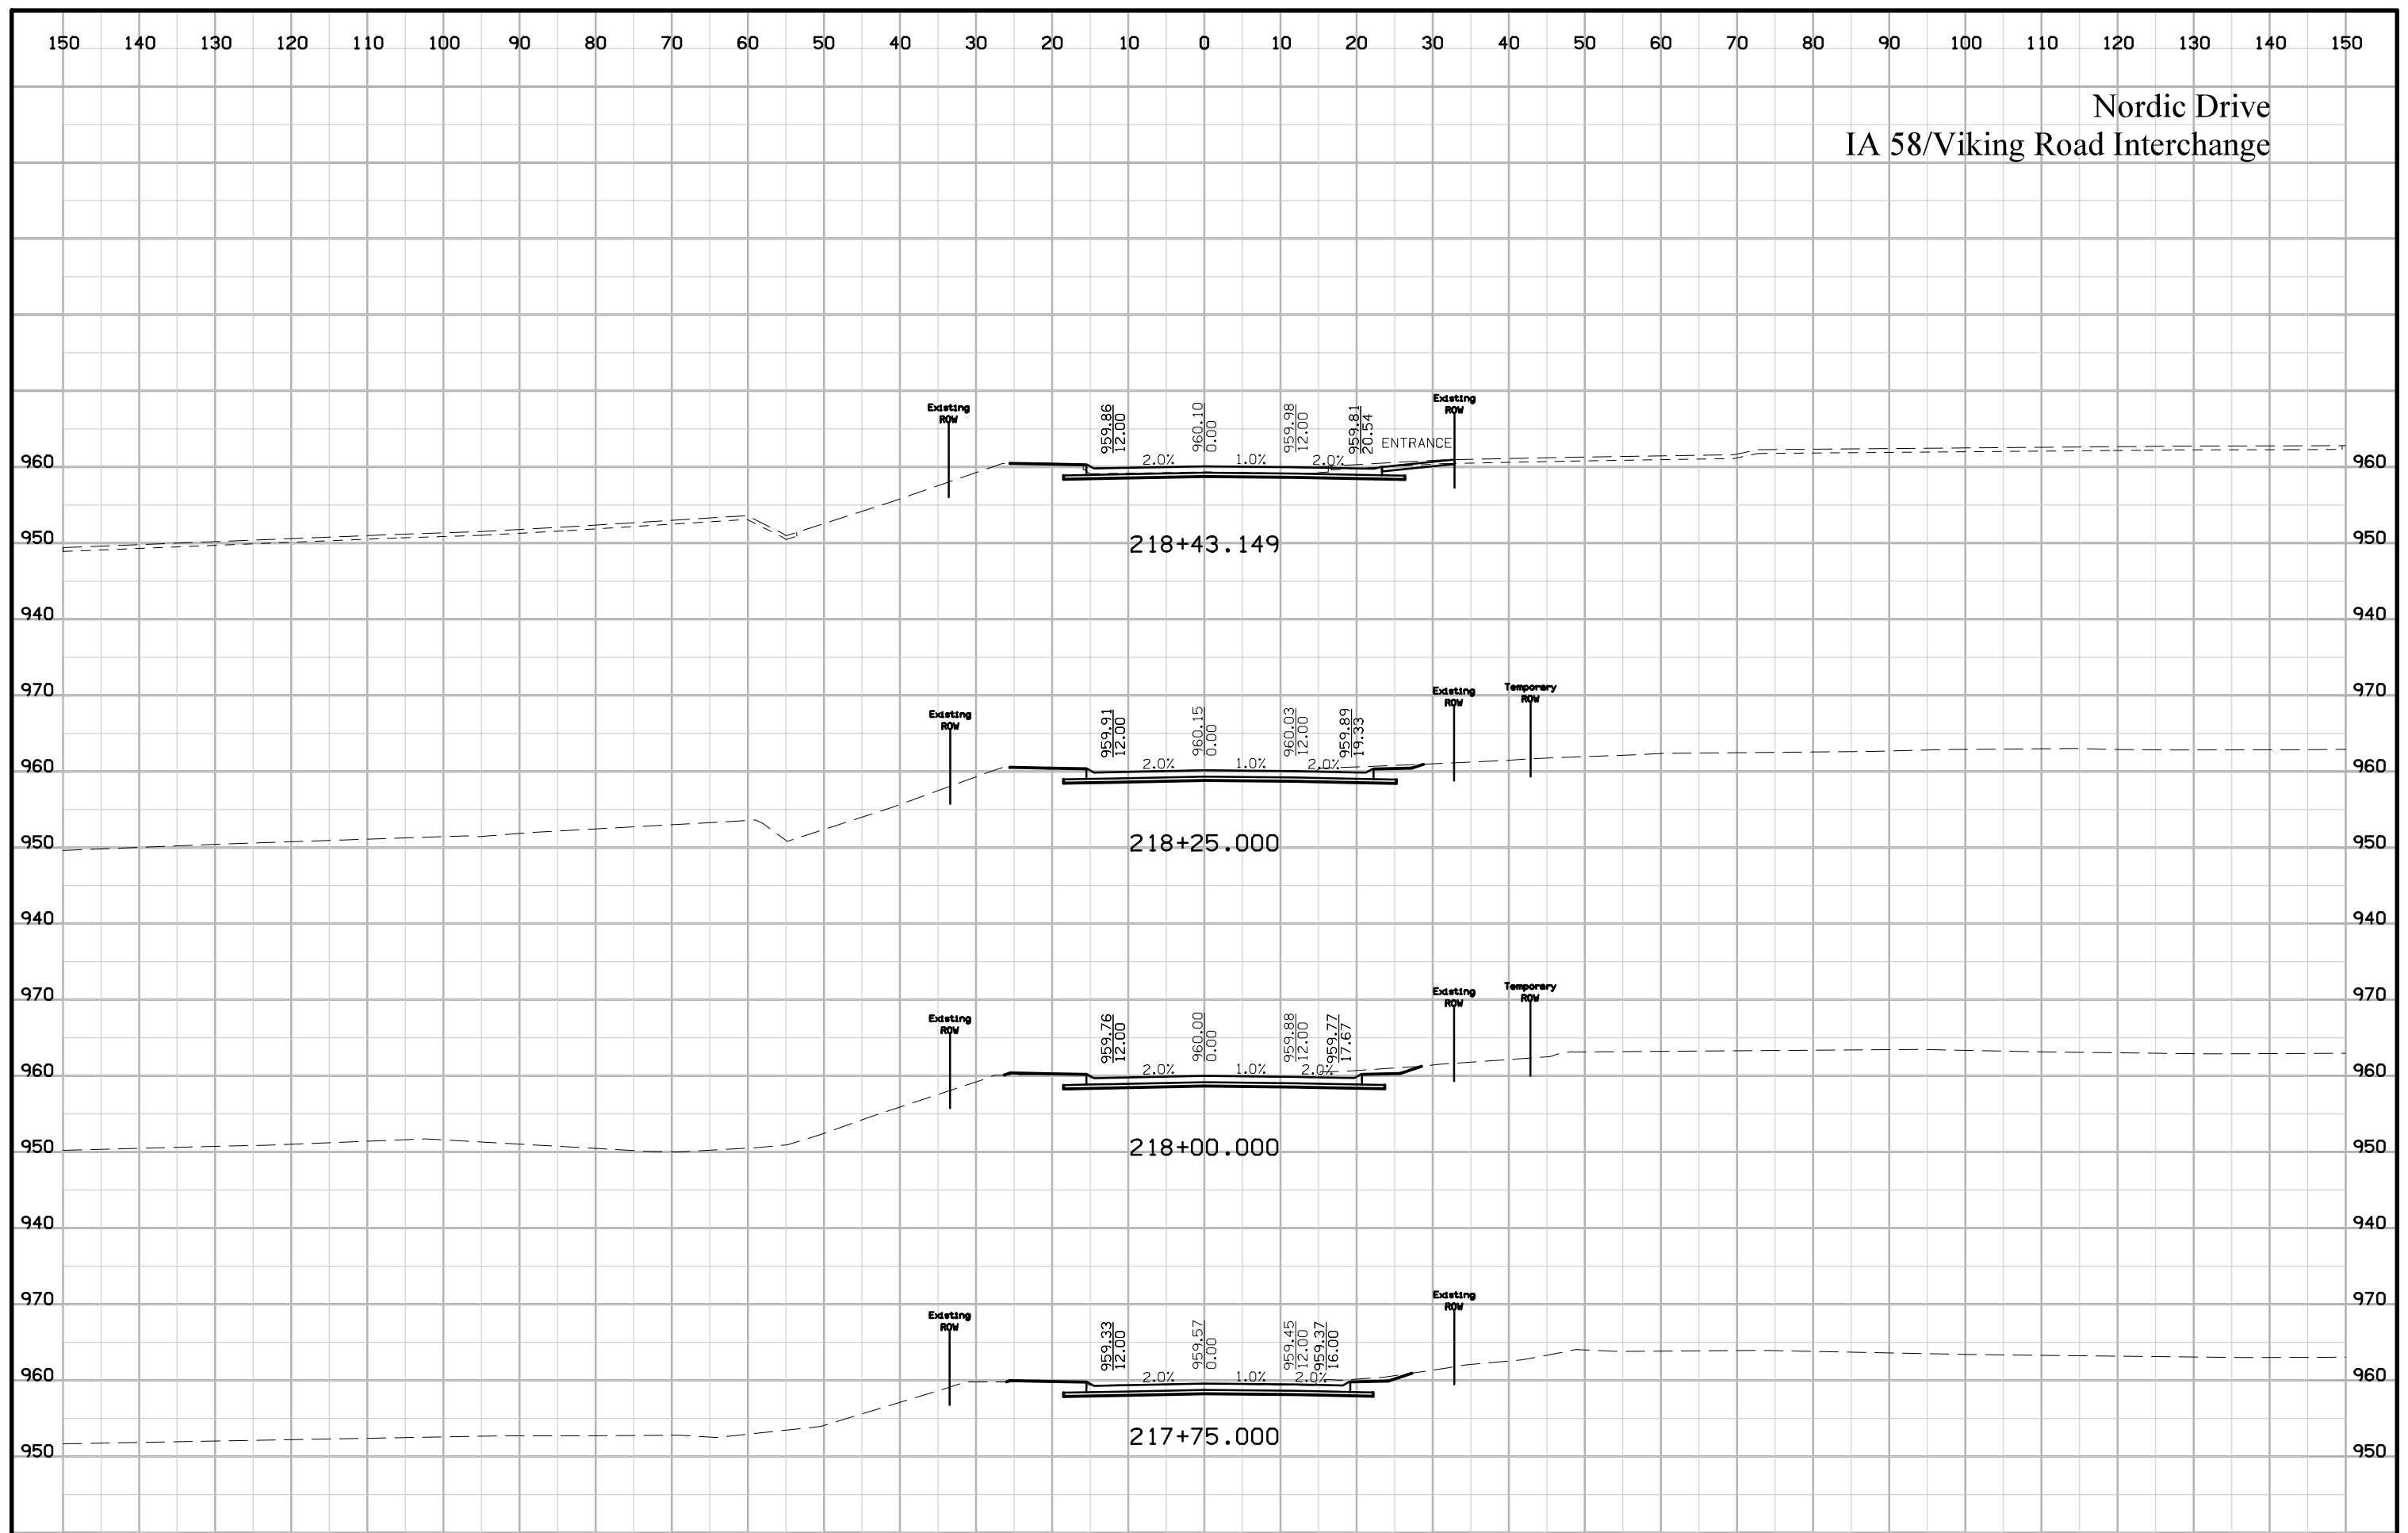 150 140 130 120 110 100 90 80 70 60 50 40 30 20 10 0 10 20 30 40 50 60 70 80 90 100 110 120 130 140 150
Nordic Drive
IA 58/Viking Road Interchange
Existing
ROW
959.86
12.00
960.10
0.00
959.98
12.00
959.81
20.54
Existing
ROW
ENTRANCE
2.0% 1.0% 2.0%
960 960
950 950
218+43.149
940 940
970 970
Existing
ROW
959.91
12.00
960.15
0.00
960.03
12.00
959.89
19.33
Existing
ROW
Temporary
ROW
2.0% 1.0% 2.0%
960 960
950 950
218+25.000
940 940
970 970
Existing
ROW
959.76
12.00
960.00
0.00
959.88
12.00
959.77
17.67
Existing
ROW
Temporary
ROW
2.0% 1.0% 2.0%
960 960
950 950
218+00.000
940 940
970 970
Existing
ROW
959.33
12.00
959.57
0.00
959.45
12.00
959.37
16.00
Existing
ROW
2.0% 1.0% 2.0%
960 960
217+75.000
950 950